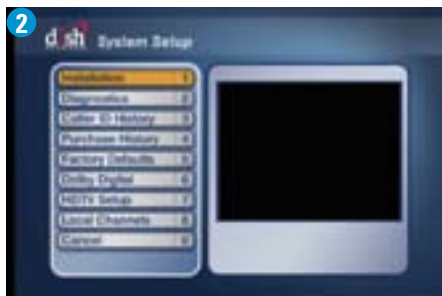 2
dish System Setup
Installation 1
Diagnostics 2
Caller ID History 3
Purchase History 4
Factory Defaults 5
Dolby Digital 6
HDTV Setup 7
Local Channels 8
Cancel 9